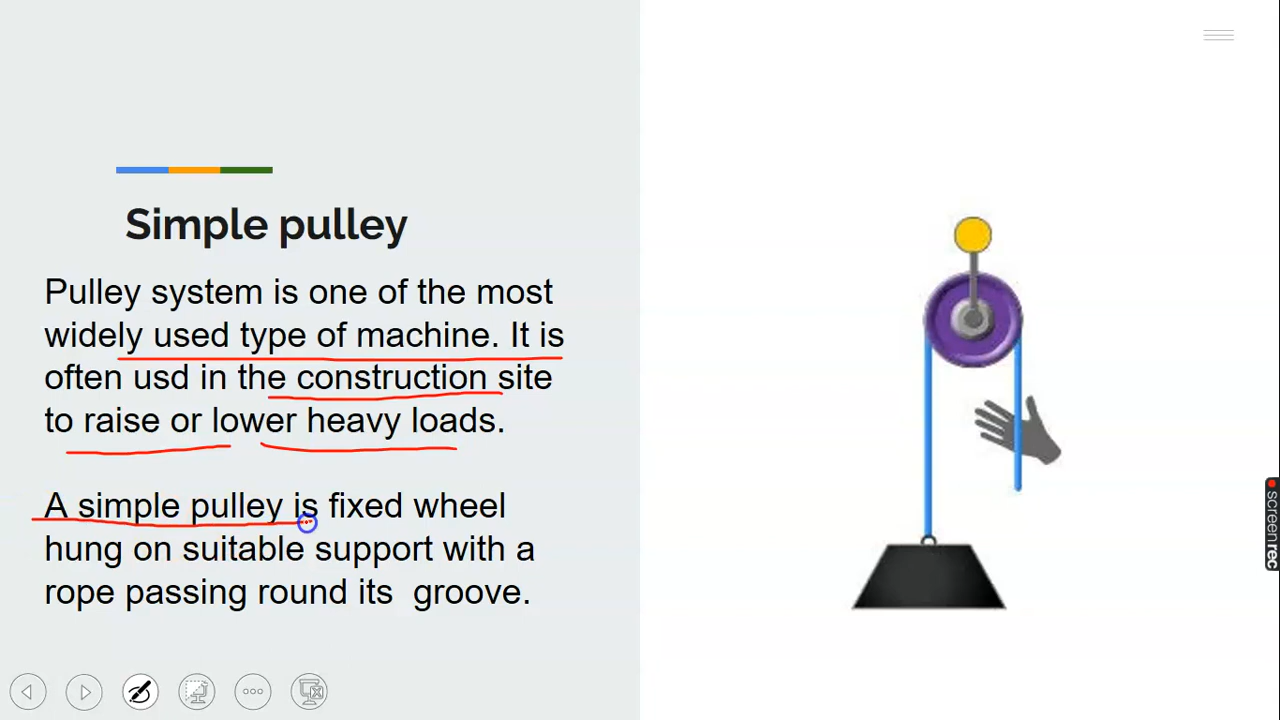 Simple pulley
Pulley system is one of the most
widely used type of machine. It is
often usd in the construction site
to raise or lower heavy loads.
A simple pulley is fixed wheel
hung on suitable support with a
rope passing round its  groove.
screenrec